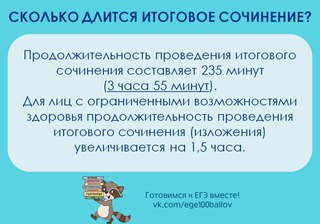 СКОЛЬКО ДЛИТСЯ ИТОГОВОЕ СОЧИНЕНИЕ?
Продолжительность проведения итогового
сочинения составляет 235 минут
(3 часа 55 минут).
Для лиц с ограниченными возможностями
здоровья продолжительность проведения
итогового сочинения (изложения)
увеличивается на 1,5 часа.
Готовимся к ЕГЭ вместе!
vk.com/ege100ballov